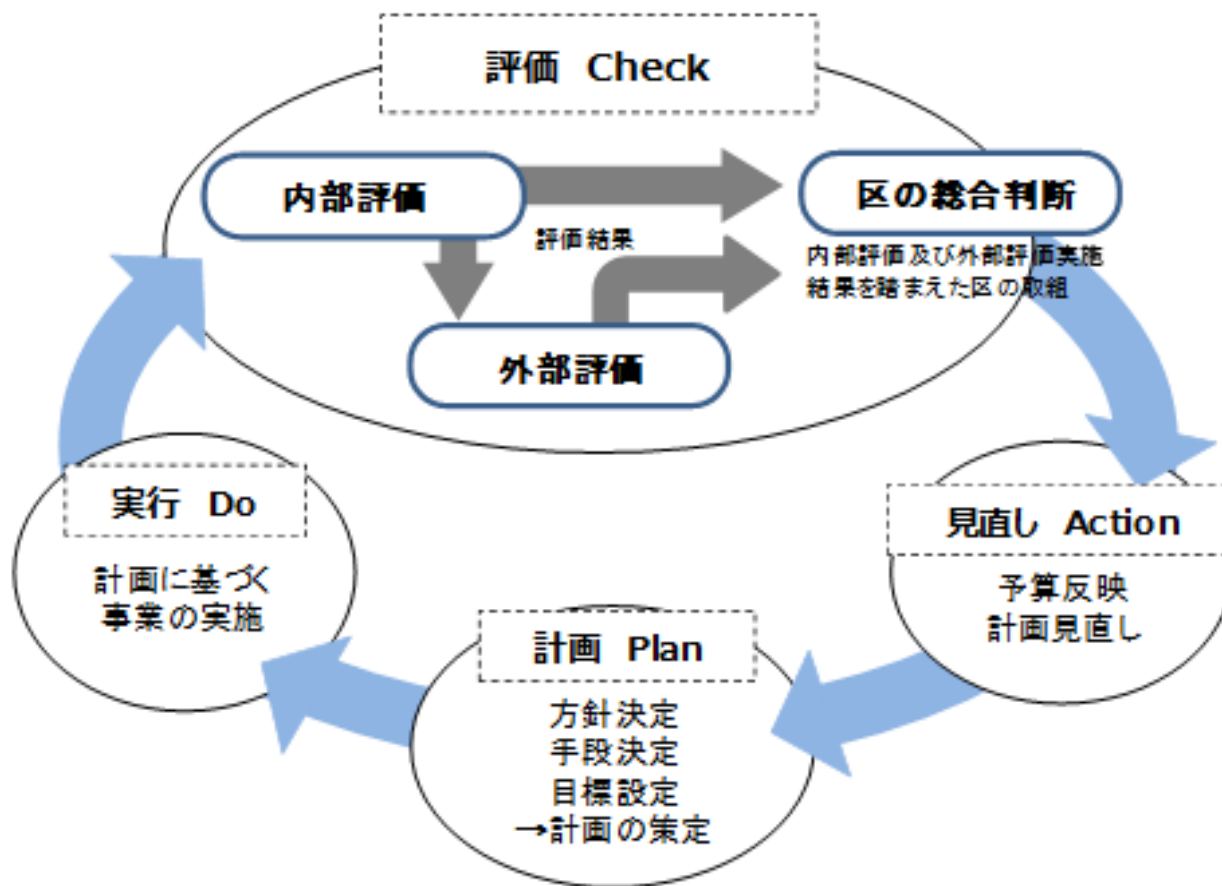 評価 Check
内部評価
区の総合判断
評価結果
内部評価及び外部評価実施
結果を踏まえた区の取組
外部評価
実行 Do
計画に基づく
事業の実施
見直し Action
予算反映
計画見直し
計画 Plan
方針決定
手段決定
目標設定
→計画の策定